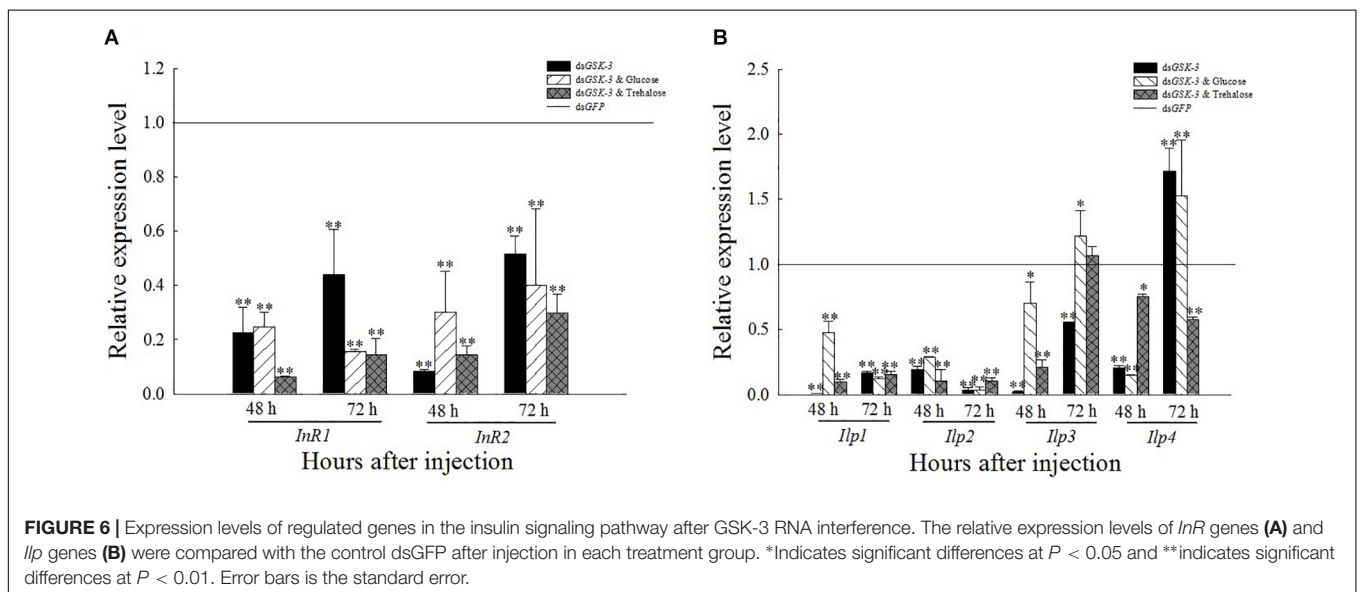 A
1.2
1.0
0.8
0.6
0.4
0.2
0.0
Relative expression level
dsGSK-3
dsGSK-3 & Glucose
dsGSK-3 & Trehalose
dsGFP
** ** ** ** ** ** ** ** ** ** ** **
48 h 72 h 48 h 72 h
InR1 InR2
Hours after injection
B
2.5
2.0
1.5
1.0
0.5
0.0
Relative expression level
dsGSK-3
dsGSK-3 & Glucose
dsGSK-3 & Trehalose
dsGFP
** ** ** ** ** ** ** ** ** ** ** ** ** * ** ** * ** ** * ** ** **
48 h 72 h 48 h 72 h 48 h 72 h 48 h 72 h
Ilp1 Ilp2 Ilp3 Ilp4
Hours after injection
FIGURE 6 | Expression levels of regulated genes in the insulin signaling pathway after GSK-3 RNA interference. The relative expression levels of InR genes (A) and
Ilp genes (B) were compared with the control dsGFP after injection in each treatment group. *Indicates significant differences at P < 0.05 and **indicates significant
differences at P < 0.01. Error bars is the standard error.